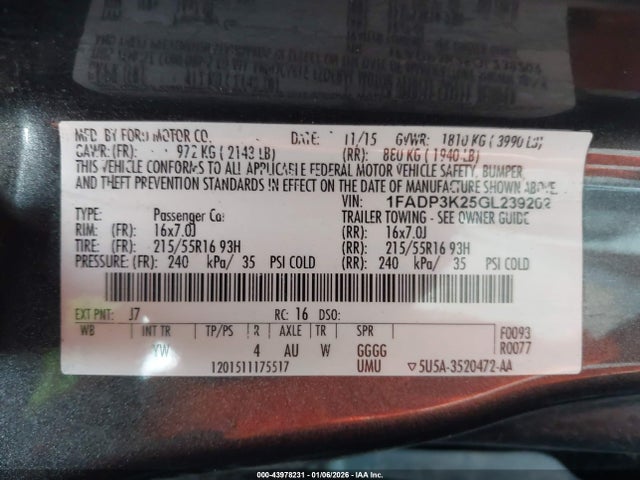 MFD. BY FORD MOTOR CO. DATE: 11/15 GVWR: 1810 KG ( 3990 LB)
GAWR: (FR): 972 KG ( 2143 LB) (RR): 880 KG ( 1940 LB)
THIS VEHICLE CONFORMS TO ALL APPLICABLE FEDERAL MOTOR VEHICLE SAFETY, BUMPER,
AND THEFT PREVENTION STANDARDS IN EFFECT ON THE DATE OF MANUFACTURE SHOWN ABOVE.
VIN: 1FADP3K25GL239202
TYPE: Passenger Car TRAILER TOWING - SEE OWNER GUIDE
RIM: (FR): 16x7.0J (RR): 16x7.0J
TIRE: (FR): 215/55R16 93H (RR): 215/55R16 93H
PRESSURE: (FR): 240 kPa/ 35 PSI COLD (RR): 240 kPa/ 35 PSI COLD
EXT PNT: J7 RC: 16 DSO:
WB INT TR TP/PS R AXLE TR SPR F0093
YW 4 AU W GGGG R0077
1201511175517 UMU ▽5U5A-3520472-AA
000-43978231 - 01/06/2026 - IAA Inc.